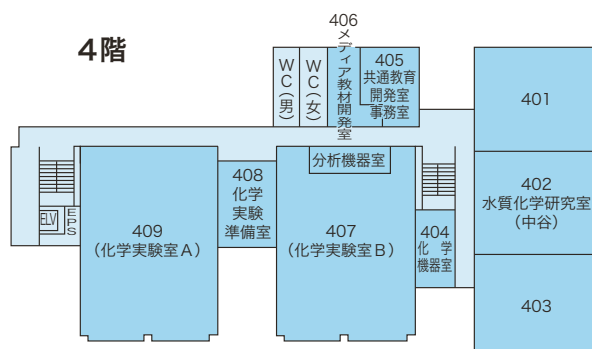 4階
406
メディア教材開発室
WC（男）
WC（女）
405
共通教育
開発室
事務室
401
分析機器室
402
水質化学研究室
（中谷）
408
化学
実験
準備室
ELV
EPS
409
（化学実験室A）
407
（化学実験室B）
404
化 学
機器室
403